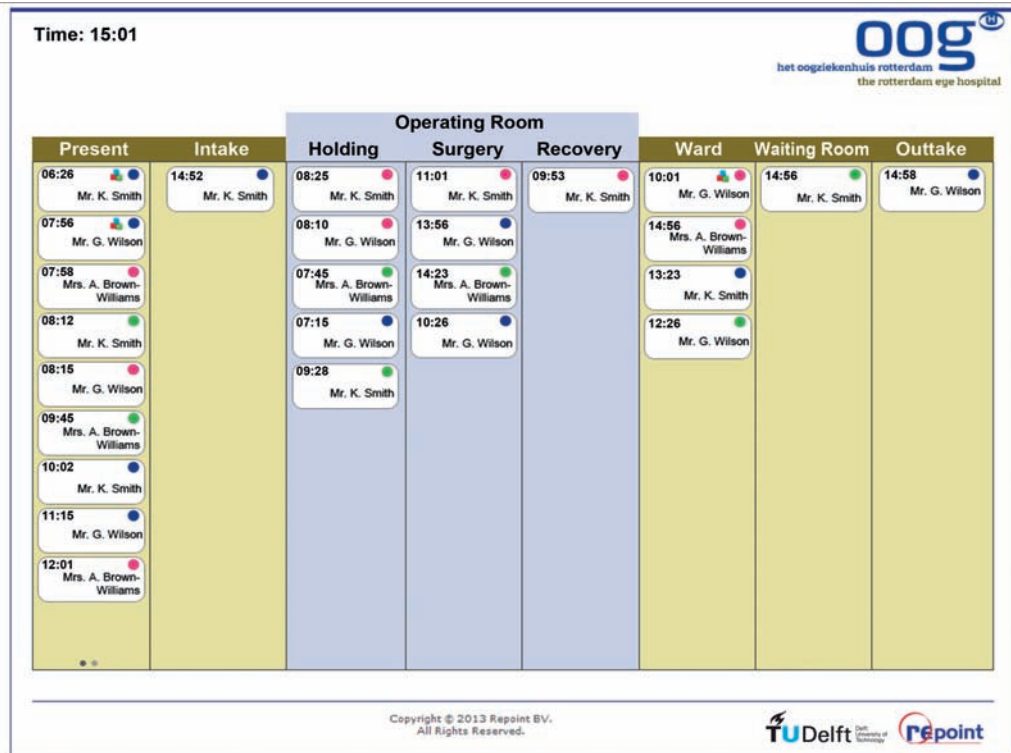 Time: 15:01
oog
H
het oogziekenhuis rotterdam
the rotterdam eye hospital
Operating Room
Present
Intake
Holding
Surgery
Recovery
Ward
Waiting Room
Outtake
06:26
Mr. K. Smith
07:56
Mr. G. Wilson
07:58
Mrs. A. Brown-
Williams
08:12
Mr. K. Smith
08:15
Mr. G. Wilson
09:45
Mrs. A. Brown-
Williams
10:02
Mr. K. Smith
11:15
Mr. G. Wilson
12:01
Mrs. A. Brown-
Williams
14:52
Mr. K. Smith
08:25
Mr. K. Smith
08:10
Mr. G. Wilson
07:45
Mrs. A. Brown-
Williams
07:15
Mr. G. Wilson
09:28
Mr. K. Smith
11:01
Mr. K. Smith
13:56
Mr. G. Wilson
14:23
Mrs. A. Brown-
Williams
10:26
Mr. G. Wilson
09:53
Mr. K. Smith
10:01
Mr. G. Wilson
14:56
Mrs. A. Brown-
Williams
13:23
Mr. K. Smith
12:26
Mr. G. Wilson
14:56
Mr. K. Smith
14:58
Mr. G. Wilson
Copyright © 2013 Repoint BV.
All Rights Reserved.
TUDelft
Delft
University of
Technology
repoint